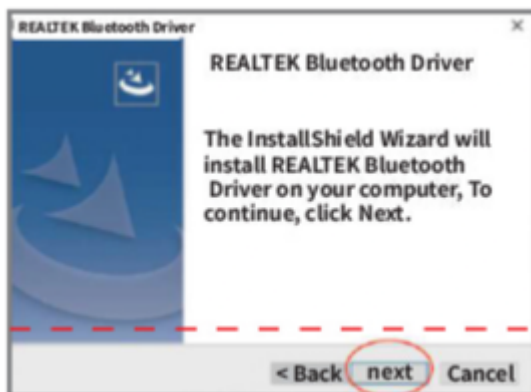 REALTEK Bluetooth Driver
REALTEK Bluetooth Driver
The InstallShield Wizard will
install REALTEK Bluetooth
Driver on your computer, To
continue, click Next.
< Back next Cancel